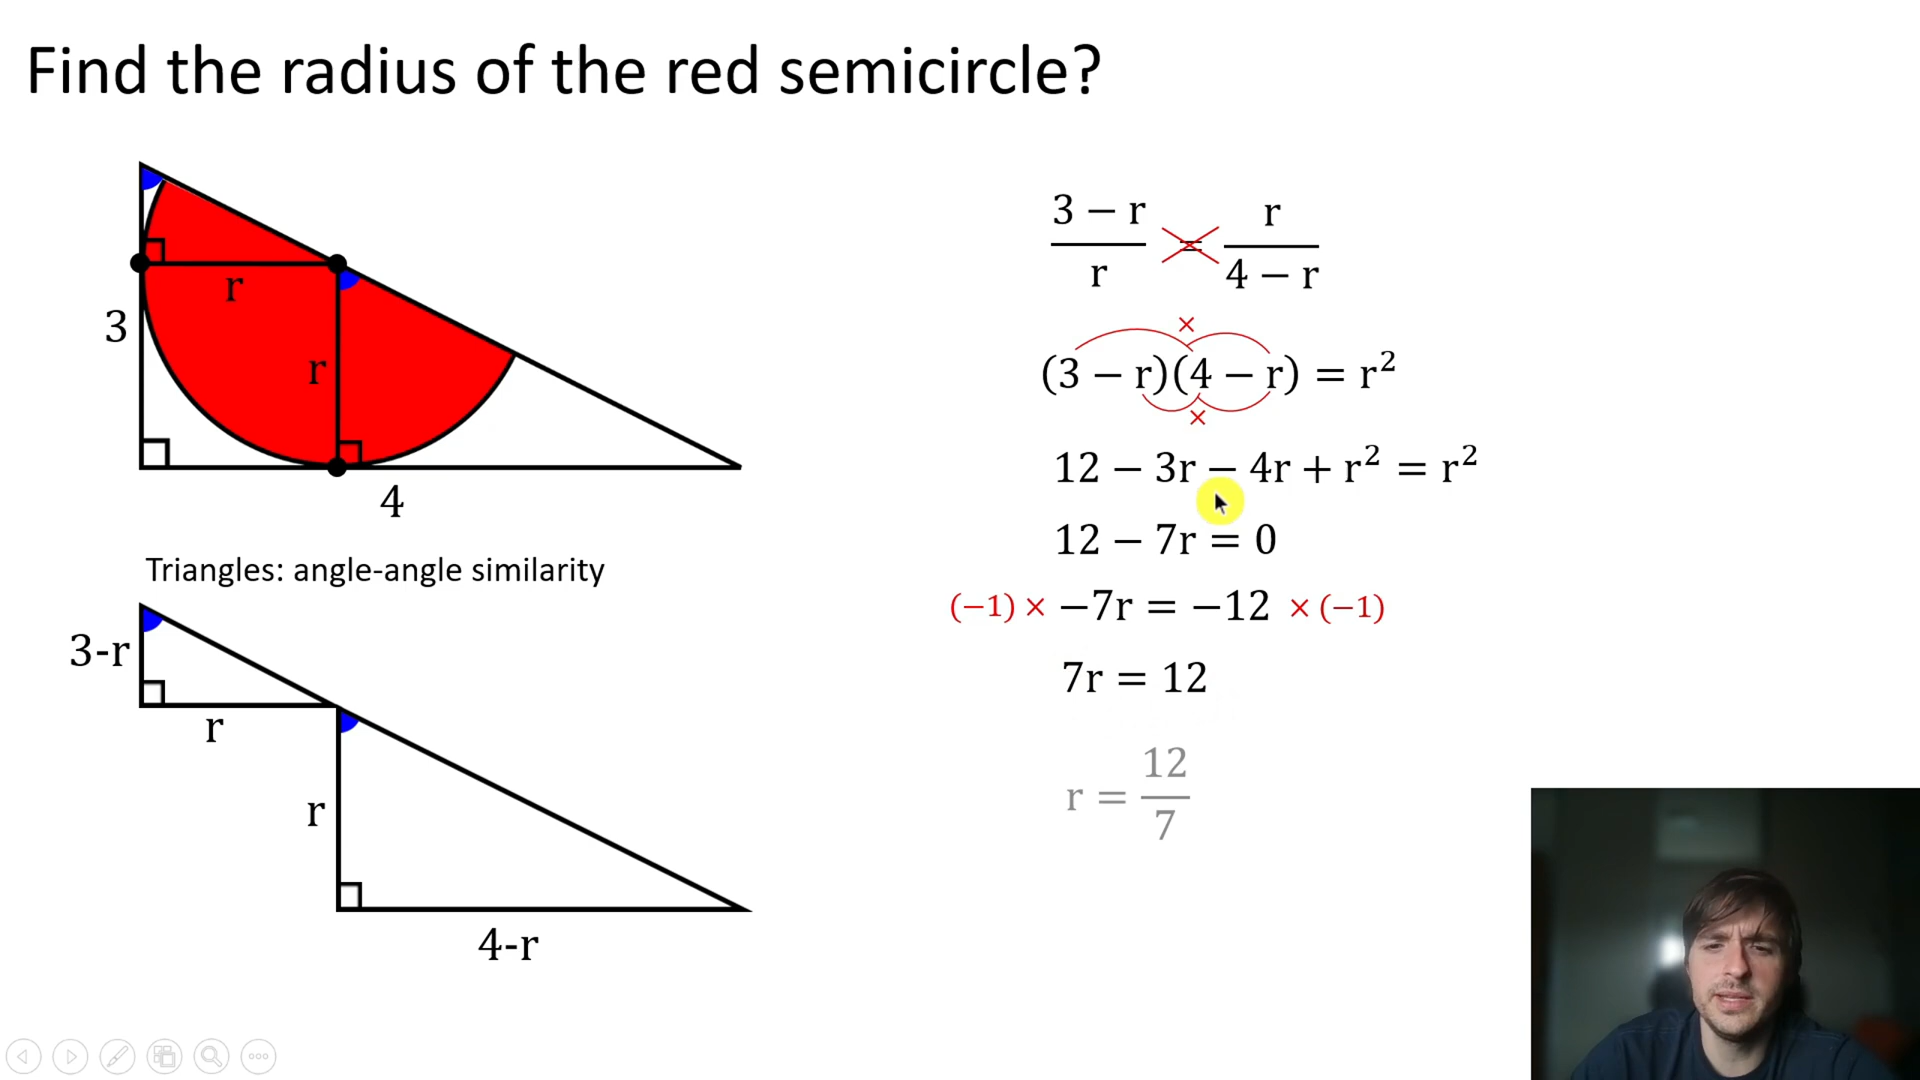 Find the radius of the red semicircle?
3
r
r
4
Triangles: angle-angle similarity
3-r
r
r
4-r
3 − r / r = r / 4 − r
×
(3 − r)(4 − r) = r²
×
12 − 3r − 4r + r² = r²
12 − 7r = 0
(−1) × −7r = −12 × (−1)
7r = 12
r = 12 / 7